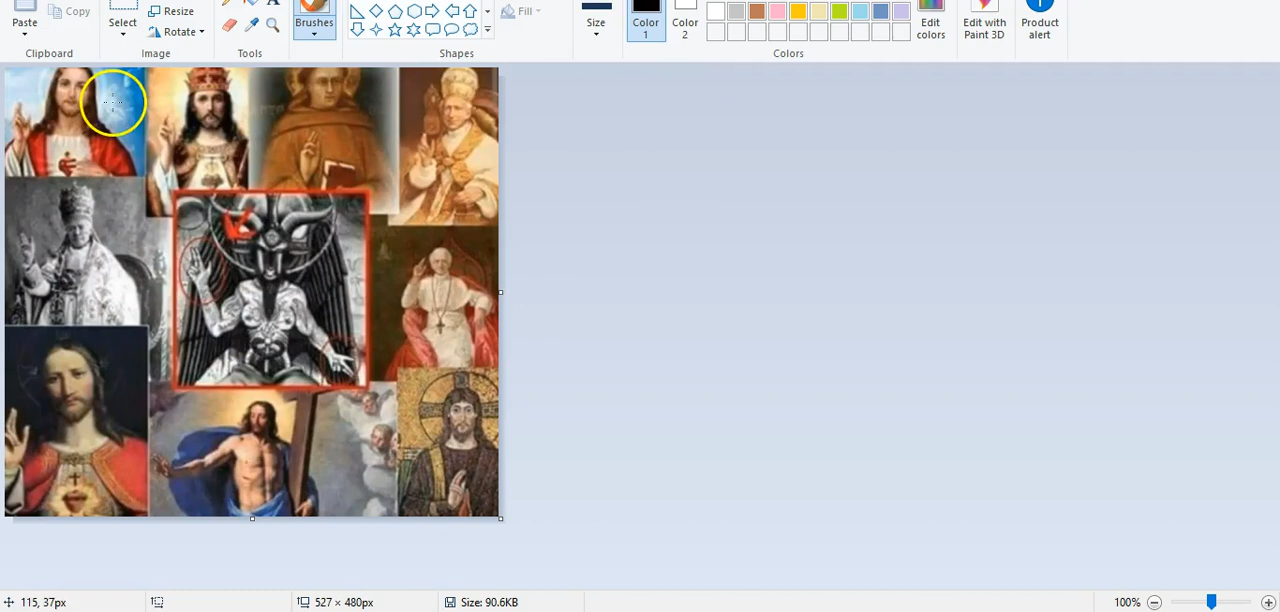 Paste
Copy
Select
Resize
Rotate
Brushes
Fill
Size
Color
1
Color
2
Edit
colors
Edit with
Paint 3D
Product
alert
Clipboard
Image
Tools
Shapes
Colors
115, 37px
527 × 480px
Size: 90.6KB
100%